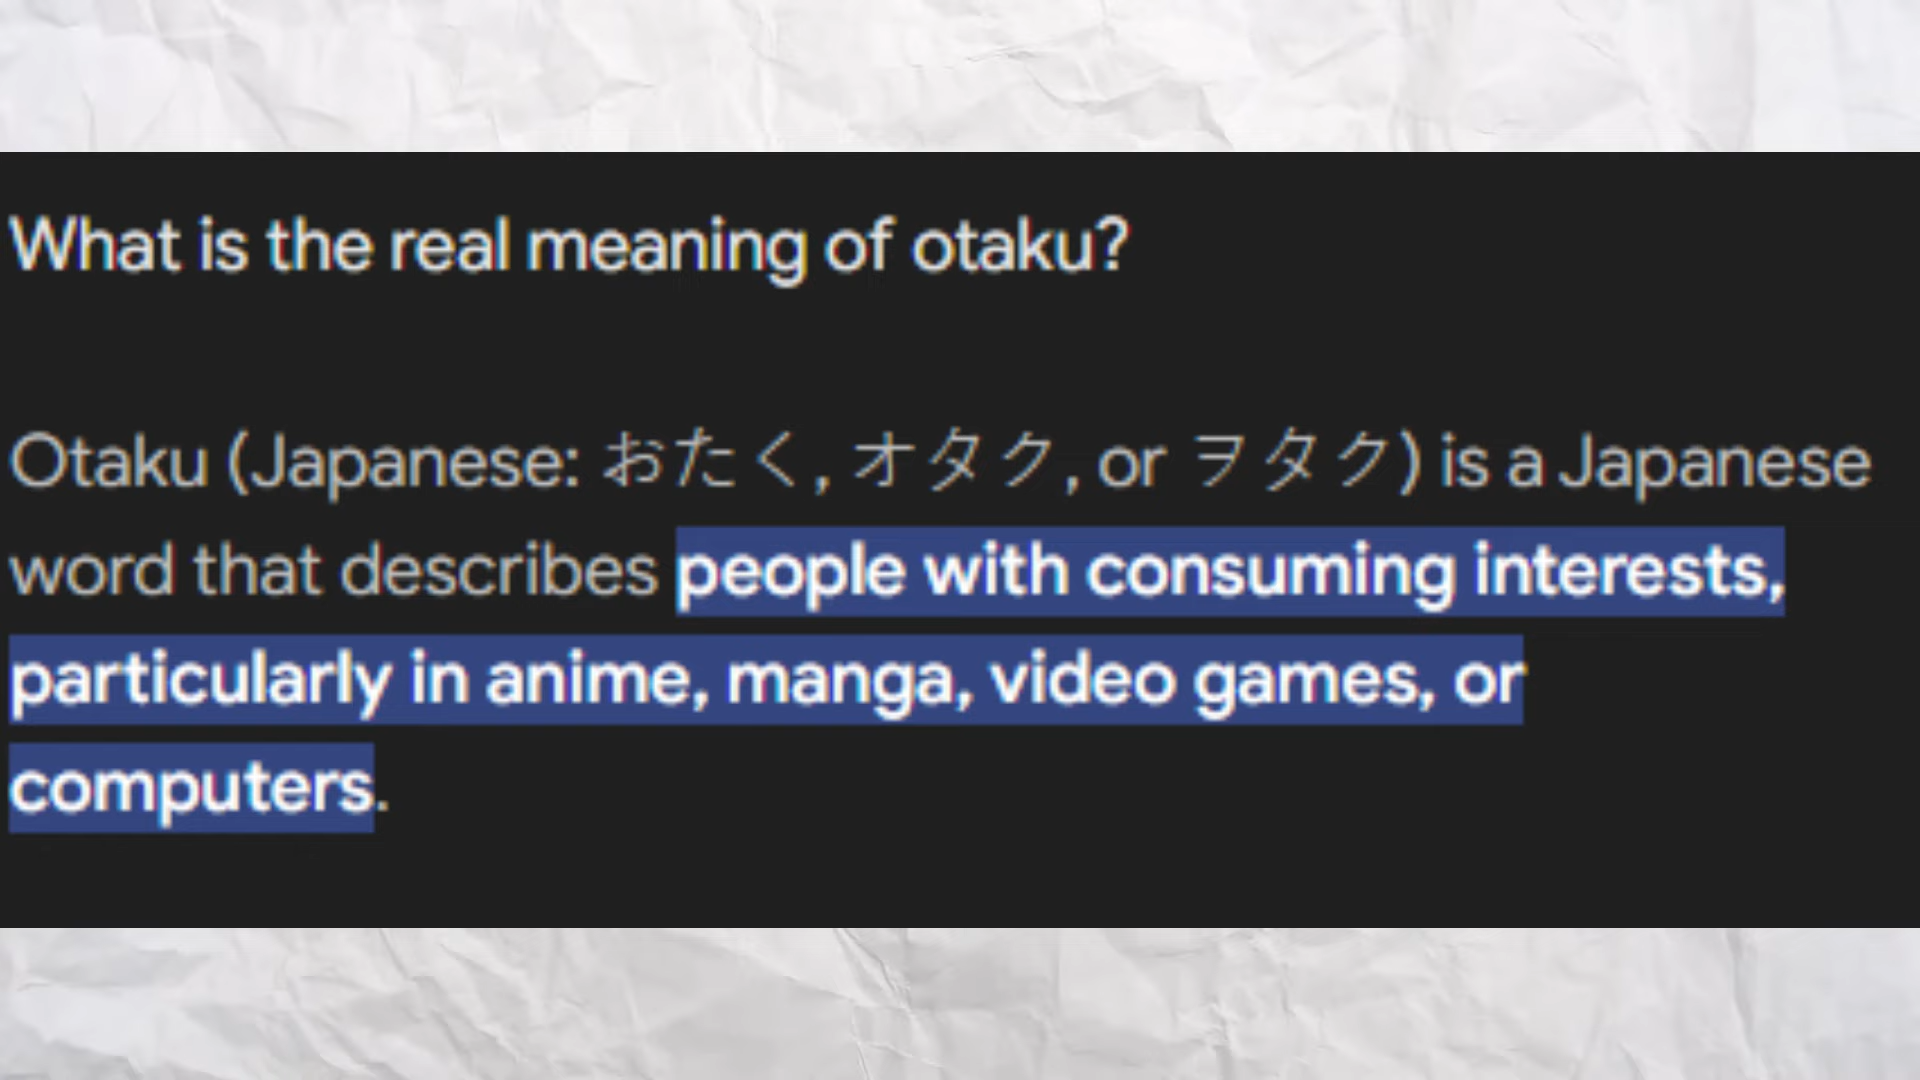 What is the real meaning of otaku?
Otaku (Japanese: おたく, オタク, or ヲタク) is a Japanese
word that describes people with consuming interests,
particularly in anime, manga, video games, or
computers.